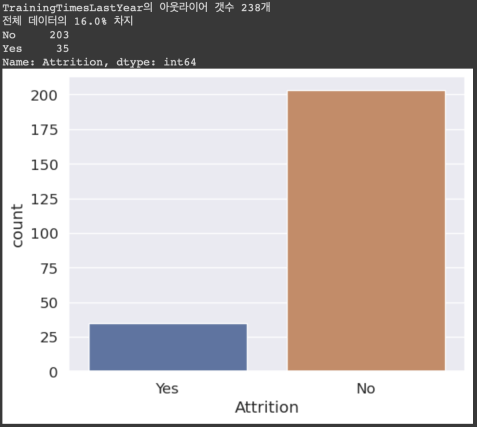 TrainingTimesLastYear의 아웃라이어 갯수 238개
전체 데이터의 16.0% 차지
No 203
Yes 35
Name: Attrition, dtype: int64
200
175
150
125
100
75
50
25
0
count
Yes No
Attrition